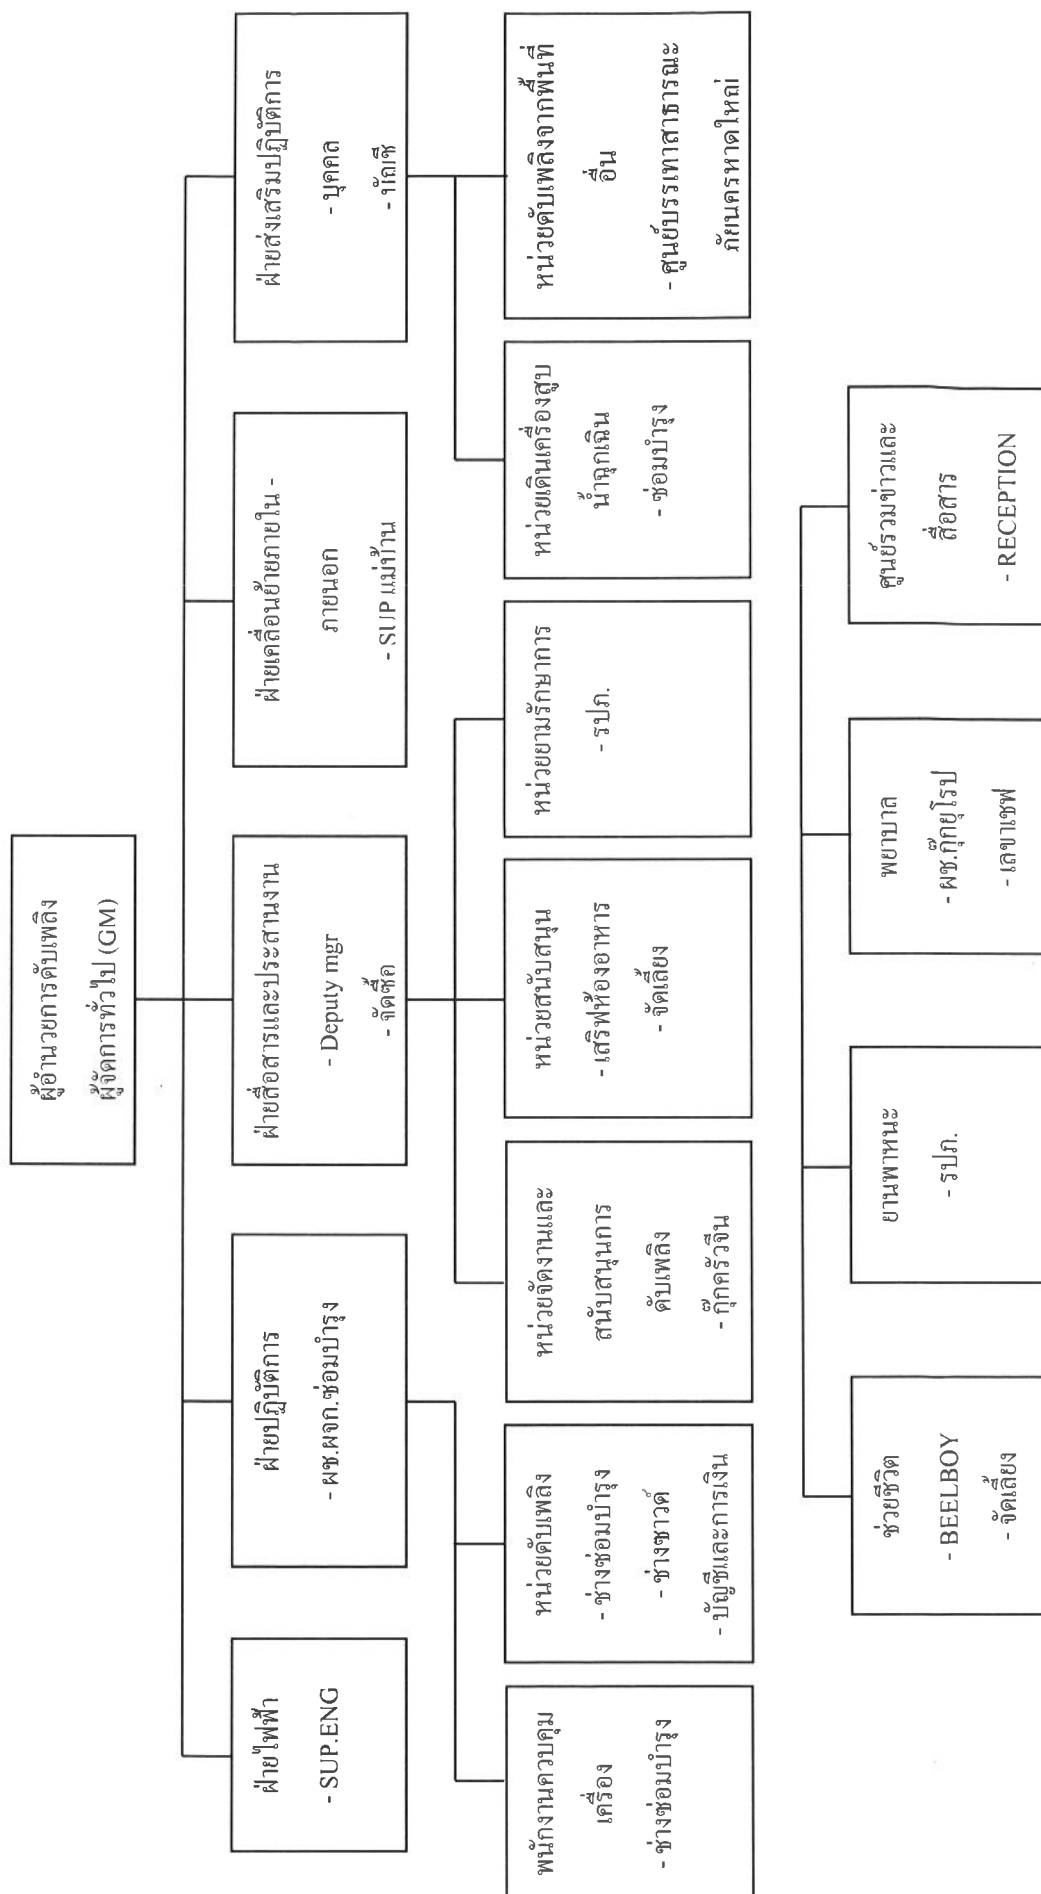 ผู้อำนวยการดับเพลิง
ผู้จัดการทั่วไป (GM)
ฝ่ายไฟฟ้า
- SUP.ENG
ฝ่ายปฏิบัติการ
- ผช.ผจก.ซ่อมบำรุง
ฝ่ายสื่อสารและประสานงาน
- Deputy mgr
- จัดซื้อ
ฝ่ายเคลื่อนย้ายภายใน -
ภายนอก
- SUP แม่บ้าน
ฝ่ายส่งเสริมปฏิบัติการ
- บุคคล
- บัญชี
พนักงานควบคุม
เครื่อง
- ช่างซ่อมบำรุง
หน่วยดับเพลิง
- ช่างซ่อมบำรุง
- ช่างซาวด์
- บัญชีและการเงิน
หน่วยจัดงานและ
สนับสนุนการ
ดับเพลิง
- กุ๊กครัวจีน
หน่วยสนับสนุน
- เสริฟห้องอาหาร
- จัดเลี้ยง
หน่วยยามรักษาการ
- รปภ.
หน่วยเดินเครื่องสูบ
น้ำฉุกเฉิน
- ซ่อมบำรุง
หน่วยดับเพลิงจากพื้นที่
อื่น
- ศูนย์บรรเทาสาธารณะ
ภัยนครหาดใหญ่
ช่วยชีวิต
- BEELBOY
- จัดเลี้ยง
ยานพาหนะ
- รปภ.
พยาบาล
- ผช.กุ๊กยุโรป
- เลขาเชฟ
ศูนย์รวมข่าวและ
สื่อสาร
- RECEPTION